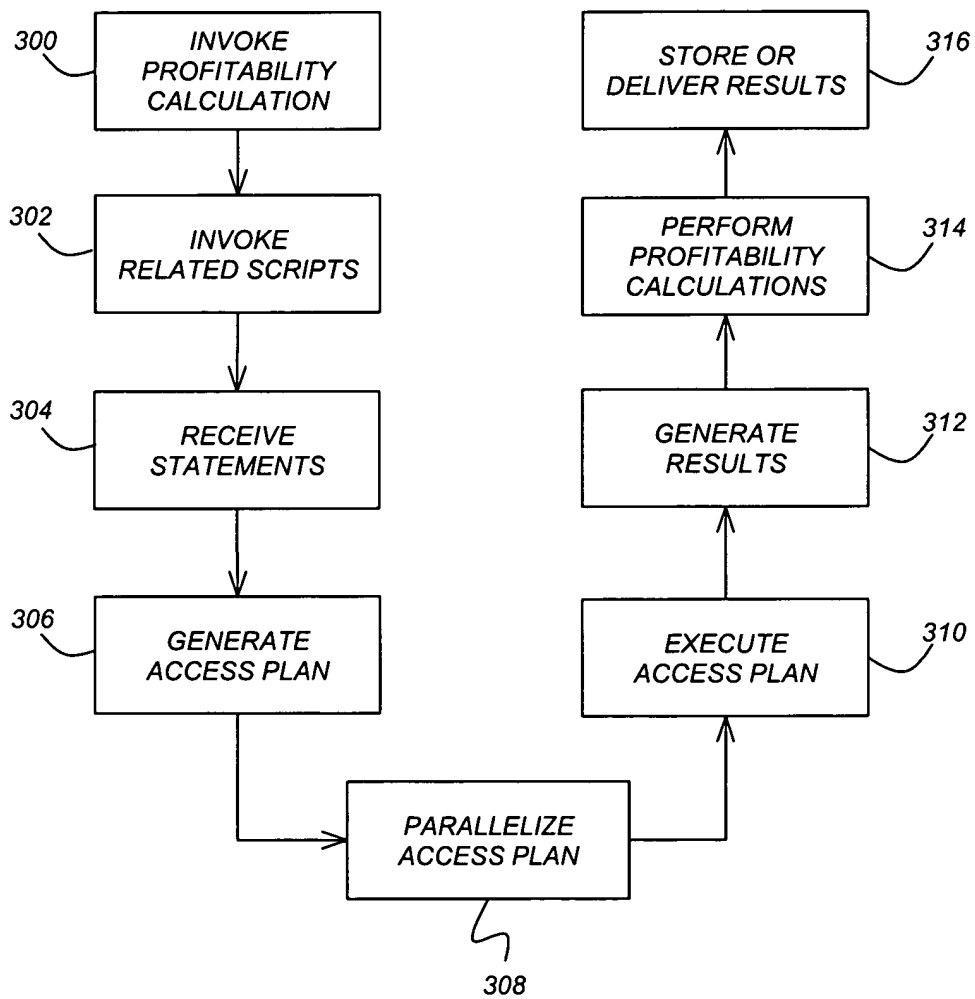 300
INVOKE
PROFITABILITY
CALCULATION
302
INVOKE
RELATED SCRIPTS
304
RECEIVE
STATEMENTS
306
GENERATE
ACCESS PLAN
PARALLELIZE
ACCESS PLAN
308
EXECUTE
ACCESS PLAN
310
GENERATE
RESULTS
312
PERFORM
PROFITABILITY
CALCULATIONS
314
STORE OR
DELIVER RESULTS
316